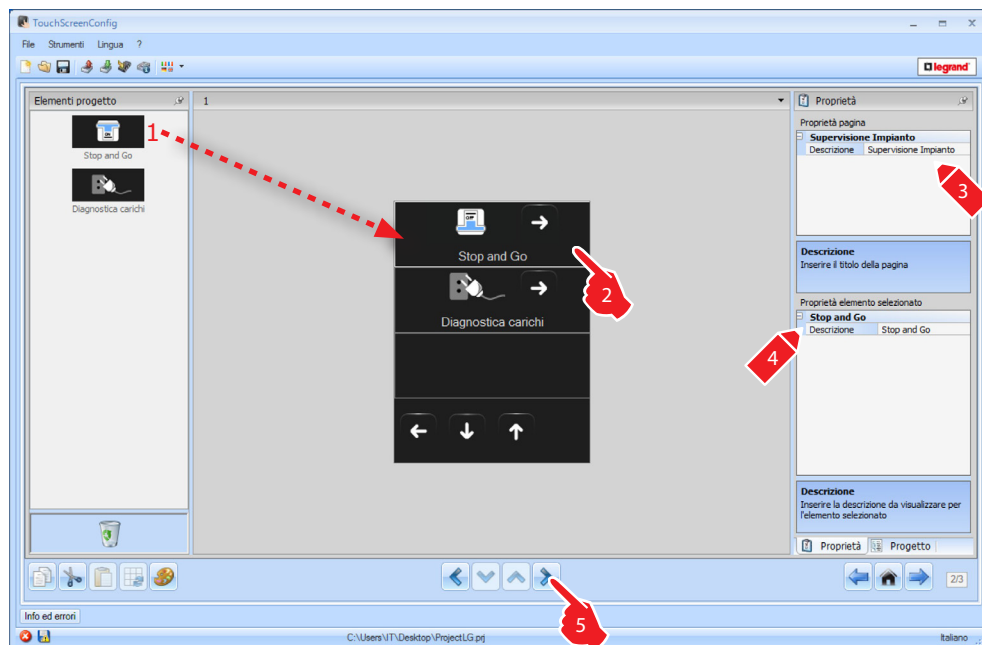 TouchScreenConfig
File Strumenti Lingua ?
legrand
Elementi progetto
1
Stop and Go
Diagnostica carichi
1
OFF
Stop and Go
2
Diagnostica carichi
Proprietà
Proprietà pagina
Supervisione Impianto
Descrizione Supervisione Impianto
3
Descrizione
Inserire il titolo della pagina
Proprietà elemento selezionato
Stop and Go
Descrizione Stop and Go
4
Descrizione
Inserire la descrizione da visualizzare per
l'elemento selezionato
Proprietà Progetto
2/3
5
Info ed errori
C:\Users\IT\Desktop\ProjectLG.prj
Italiano